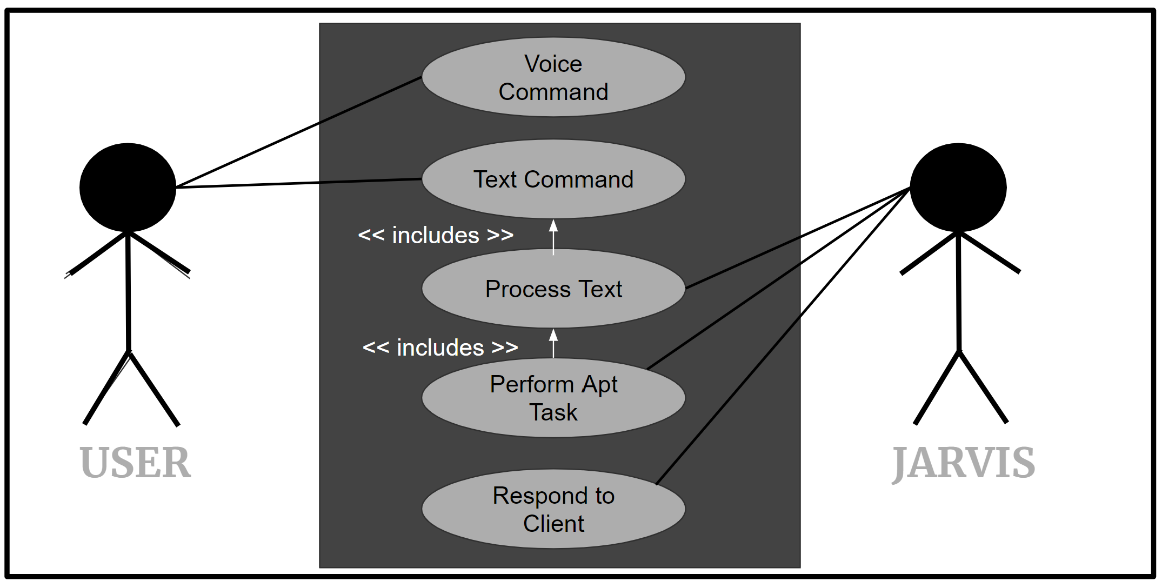 Voice
Command
Text Command
<< includes >>
Process Text
<< includes >>
Perform Apt
Task
Respond to
Client
USER
JARVIS